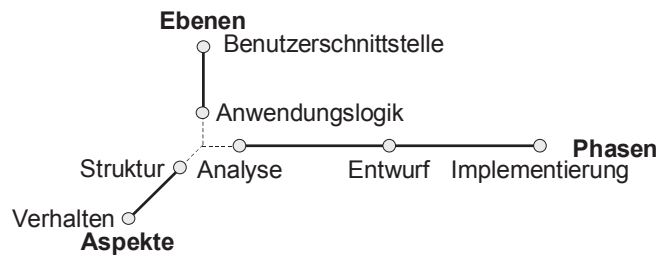 Ebenen
Benutzerschnittstelle
Anwendungslogik
Phasen
Struktur Analyse Entwurf Implementierung
Verhalten
Aspekte